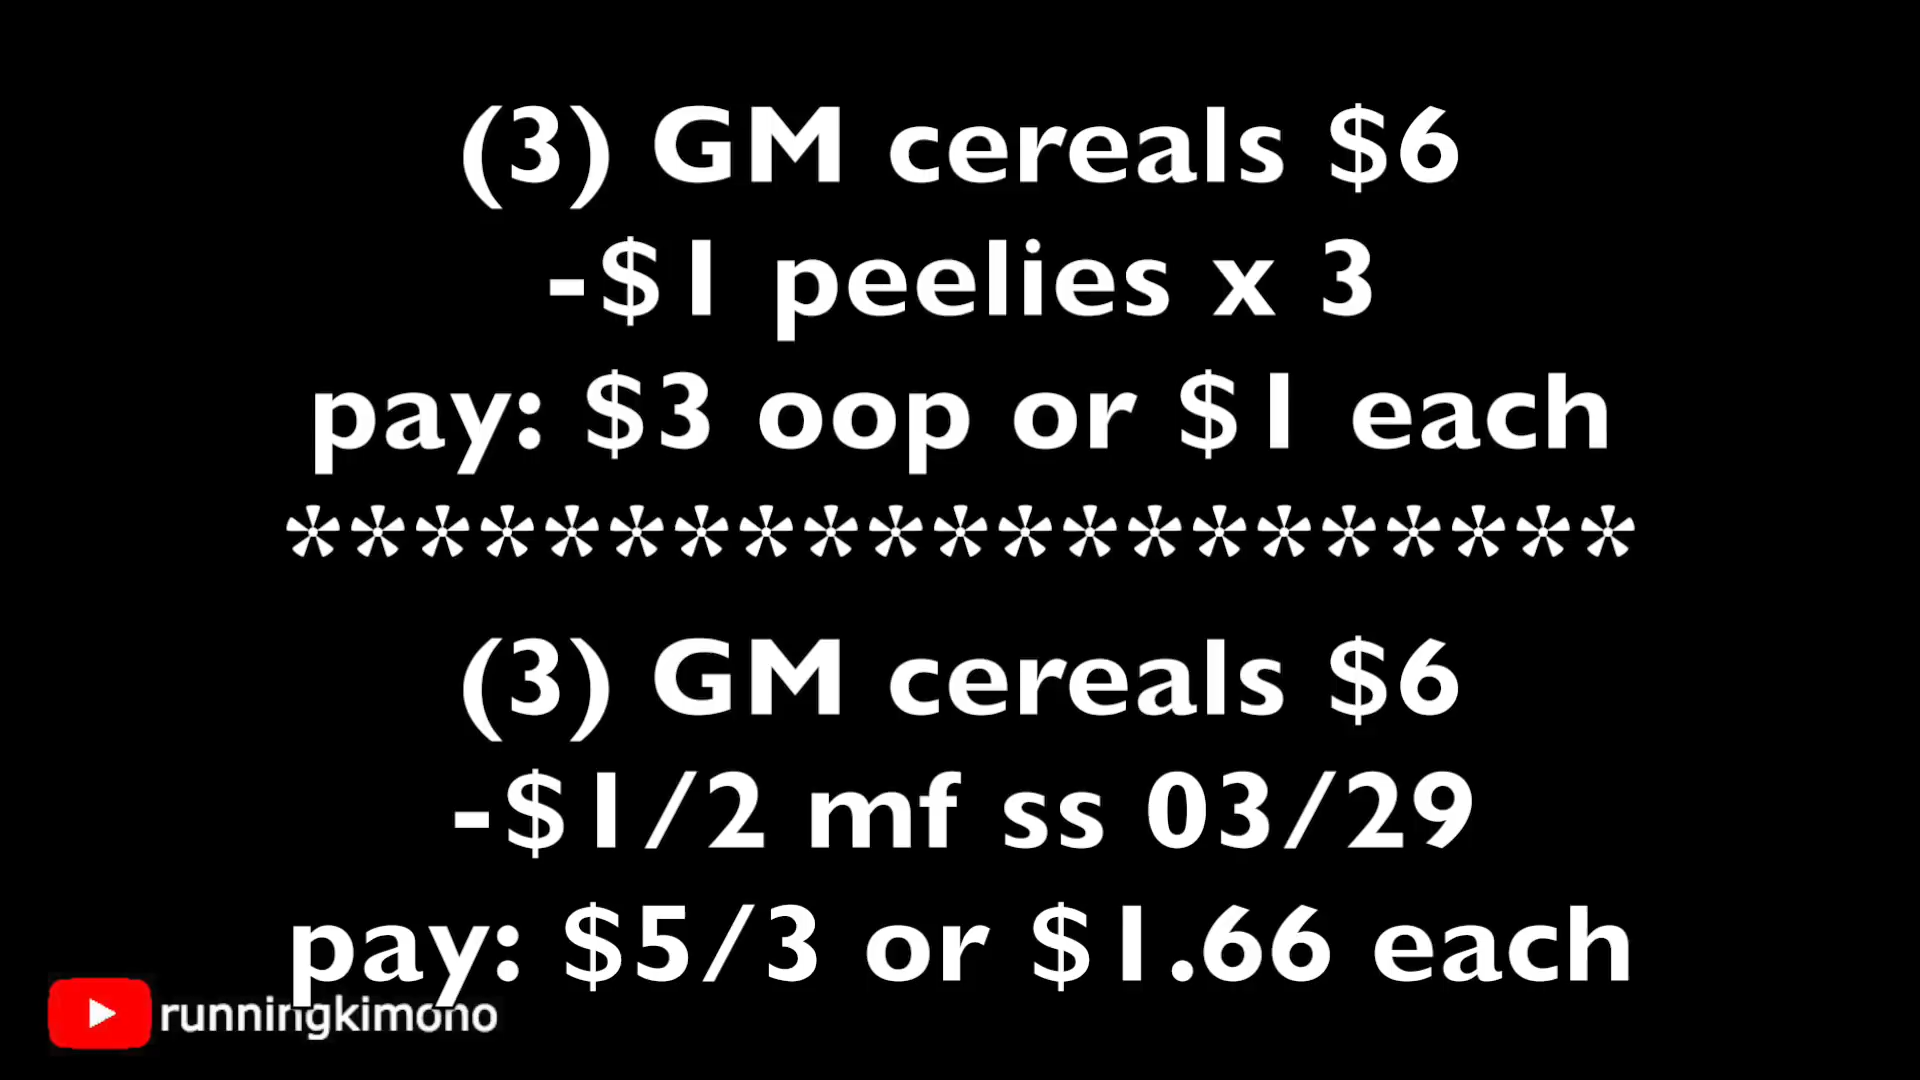 (3) GM cereals $6
-$1 peelies x 3
pay: $3 oop or $1 each
*********************
(3) GM cereals $6
-$1/2 mf ss 03/29
pay: $5/3 or $1.66 each
runningkimono